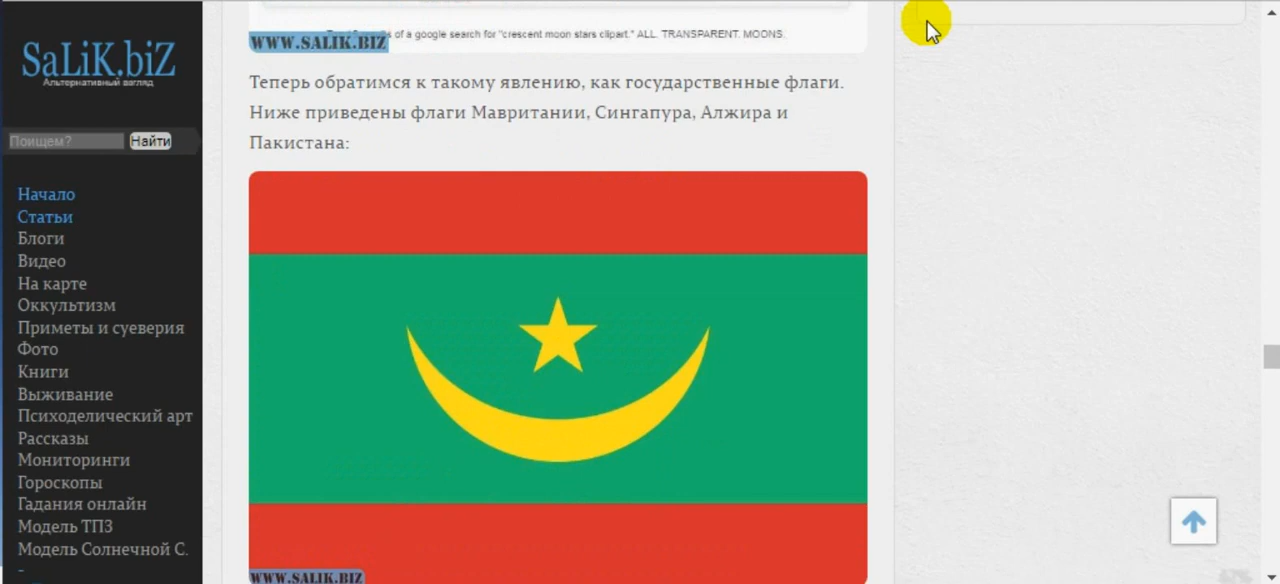 SaLiK.biZ
Альтернативный взгляд
Поищем?
Найти
Начало
Статьи
Блоги
Видео
На карте
Оккультизм
Приметы и суеверия
Фото
Книги
Выживание
Психоделический арт
Рассказы
Мониторинги
Гороскопы
Гадания онлайн
Модель ТПЗ
Модель Солнечной С.
of a google search for "crescent moon stars clipart." ALL. TRANSPARENT. MOONS.
WWW.SALIK.BIZ
Теперь обратимся к такому явлению, как государственные флаги.
Ниже приведены флаги Мавритании, Сингапура, Алжира и
Пакистана:
WWW.SALIK.BIZ